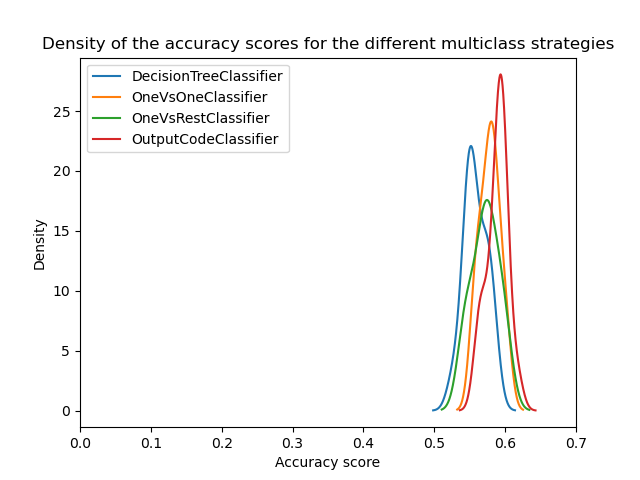 Density of the accuracy scores for the different multiclass strategies
DecisionTreeClassifier
OneVsOneClassifier
OneVsRestClassifier
OutputCodeClassifier
25
20
15
10
5
0
Density
0.0 0.1 0.2 0.3 0.4 0.5 0.6 0.7
Accuracy score